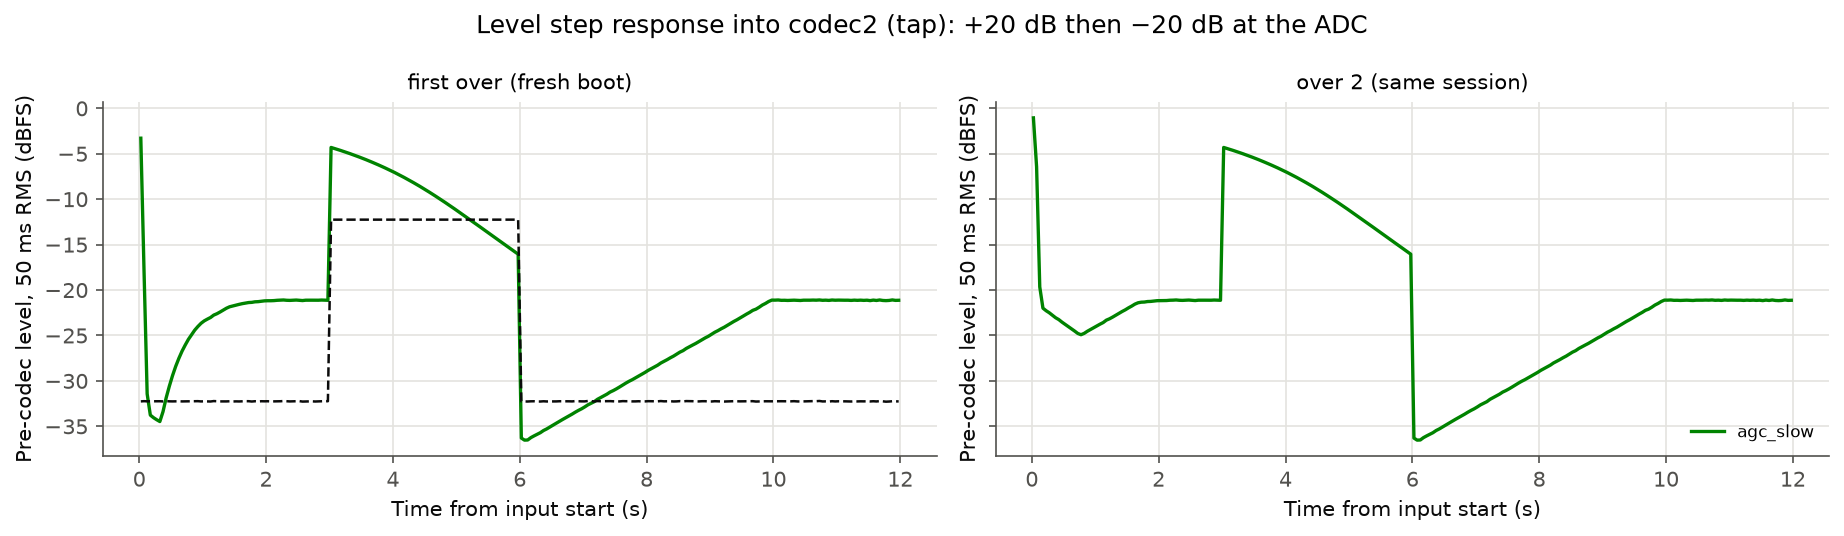 Level step response into codec2 (tap): +20 dB then −20 dB at the ADC
first over (fresh boot)
Pre-codec level, 50 ms RMS (dBFS)
0
−5
−10
−15
−20
−25
−30
−35
0 2 4 6 8 10 12
Time from input start (s)
over 2 (same session)
Pre-codec level, 50 ms RMS (dBFS)
agc_slow
0 2 4 6 8 10 12
Time from input start (s)